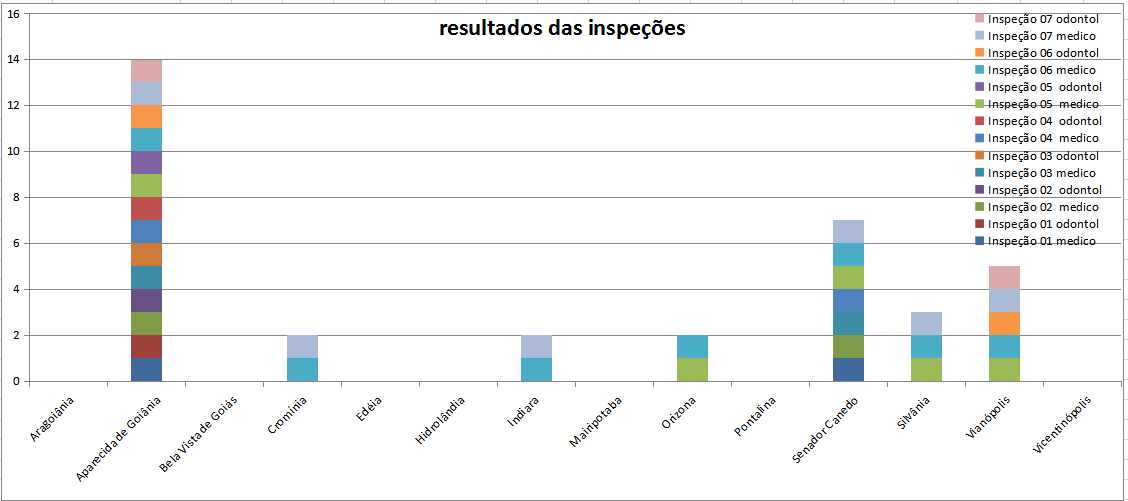 resultados das inspeções
16
14
12
10
8
6
4
2
0
Inspeção 07 odontol
Inspeção 07 medico
Inspeção 06 odontol
Inspeção 06 medico
Inspeção 05 odontol
Inspeção 05 medico
Inspeção 04 odontol
Inspeção 04 medico
Inspeção 03 odontol
Inspeção 03 medico
Inspeção 02 odontol
Inspeção 02 medico
Inspeção 01 odontol
Inspeção 01 medico
Aragoiânia
Aparecida de Goiânia
Bela Vista de Goiás
Cromínia
Edéia
Hidrolândia
Indiara
Mairipotaba
Orizona
Pontalina
Senador Canedo
Silvânia
Vianópolis
Vicentinópolis